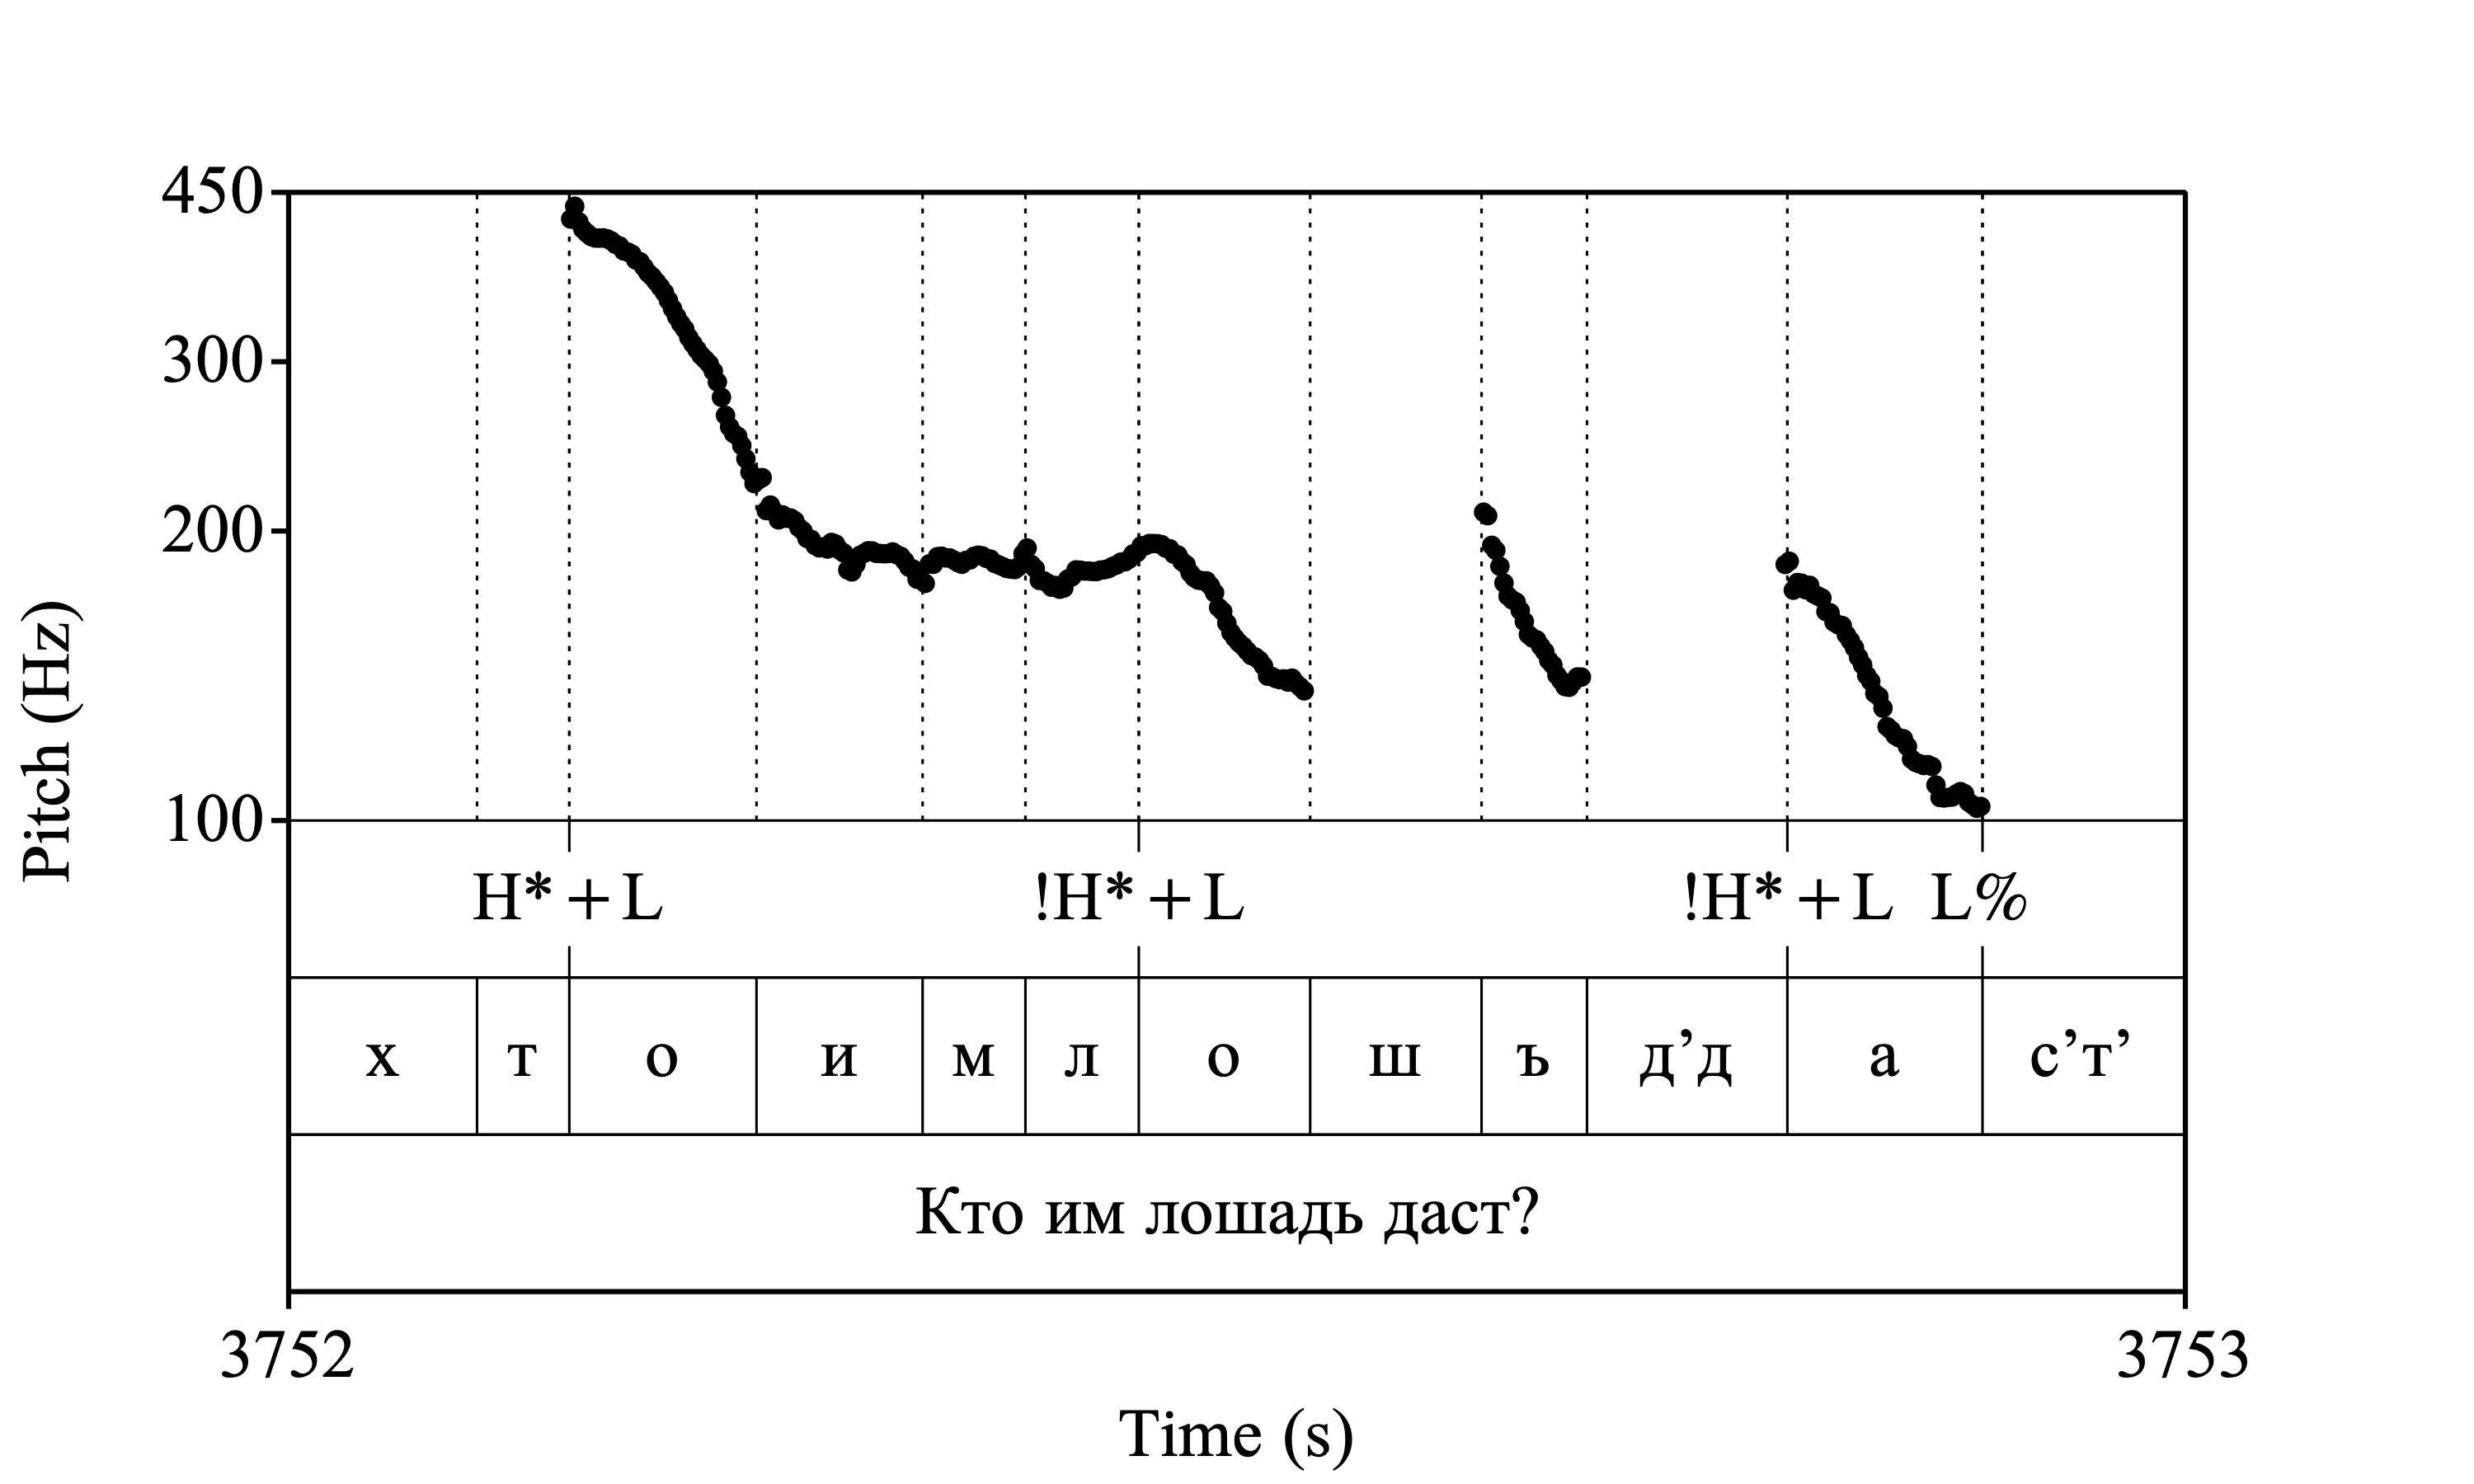 450
300
200
100
Pitch (Hz)
H* + L !H* + L !H* + L L%
х т о и м л о ш ъ д’д а с’т’
Кто им лошадь даст?
3752 3753
Time (s)